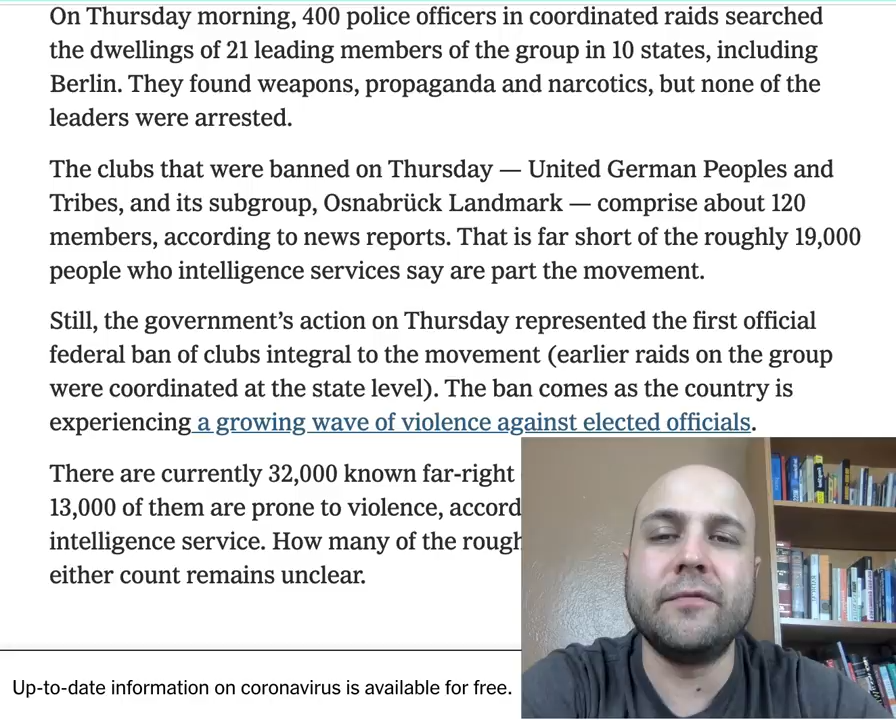 On Thursday morning, 400 police officers in coordinated raids searched
the dwellings of 21 leading members of the group in 10 states, including
Berlin. They found weapons, propaganda and narcotics, but none of the
leaders were arrested.
The clubs that were banned on Thursday — United German Peoples and
Tribes, and its subgroup, Osnabrück Landmark — comprise about 120
members, according to news reports. That is far short of the roughly 19,000
people who intelligence services say are part the movement.
Still, the government’s action on Thursday represented the first official
federal ban of clubs integral to the movement (earlier raids on the group
were coordinated at the state level). The ban comes as the country is
experiencing a growing wave of violence against elected officials.
There are currently 32,000 known far-right
13,000 of them are prone to violence, accord
intelligence service. How many of the rough
either count remains unclear.
Up-to-date information on coronavirus is available for free.